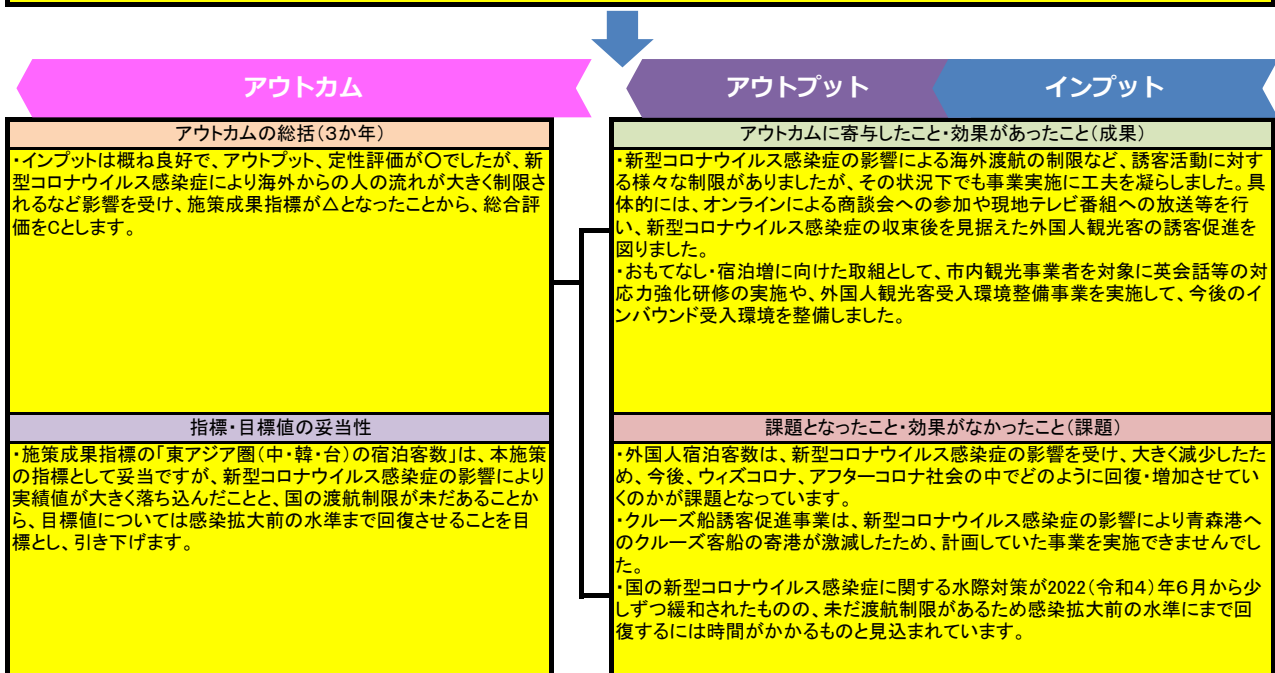 アウトカム
アウトプット
インプット
アウトカムの総括(3か年)
・インプットは概ね良好で、アウトプット、定性評価が〇でしたが、新
型コロナウイルス感染症により海外からの人の流れが大きく制限さ
れるなど影響を受け、施策成果指標が△となったことから、総合評
価をCとします。
指標・目標値の妥当性
・施策成果指標の「東アジア圏(中・韓・台)の宿泊客数」は、本施策
の指標として妥当ですが、新型コロナウイルス感染症の影響により
実績値が大きく落ち込んだことと、国の渡航制限が未だあることか
ら、目標値については感染拡大前の水準まで回復させることを目
標とし、引き下げます。
アウトカムに寄与したこと・効果があったこと(成果)
・新型コロナウイルス感染症の影響による海外渡航の制限など、誘客活動に対す
る様々な制限がありましたが、その状況下でも事業実施に工夫を凝らしました。具
体的には、オンラインによる商談会への参加や現地テレビ番組への放送等を行
い、新型コロナウイルス感染症の収束後を見据えた外国人観光客の誘客促進を
図りました。
・おもてなし・宿泊増に向けた取組として、市内観光事業者を対象に英会話等の対
応力強化研修の実施や、外国人観光客受入環境整備事業を実施して、今後のイ
ンバウンド受入環境を整備しました。
課題となったこと・効果がなかったこと(課題)
・外国人宿泊客数は、新型コロナウイルス感染症の影響を受け、大きく減少したた
め、今後、ウィズコロナ、アフターコロナ社会の中でどのように回復・増加させてい
くのかが課題となっています。
・クルーズ船誘客促進事業は、新型コロナウイルス感染症の影響により青森港へ
のクルーズ客船の寄港が激減したため、計画していた事業を実施できませんでし
た。
・国の新型コロナウイルス感染症に関する水際対策が2022(令和4)年6月から少
しずつ緩和されたものの、未だ渡航制限があるため感染拡大前の水準にまで回
復するには時間がかかるものと見込まれています。